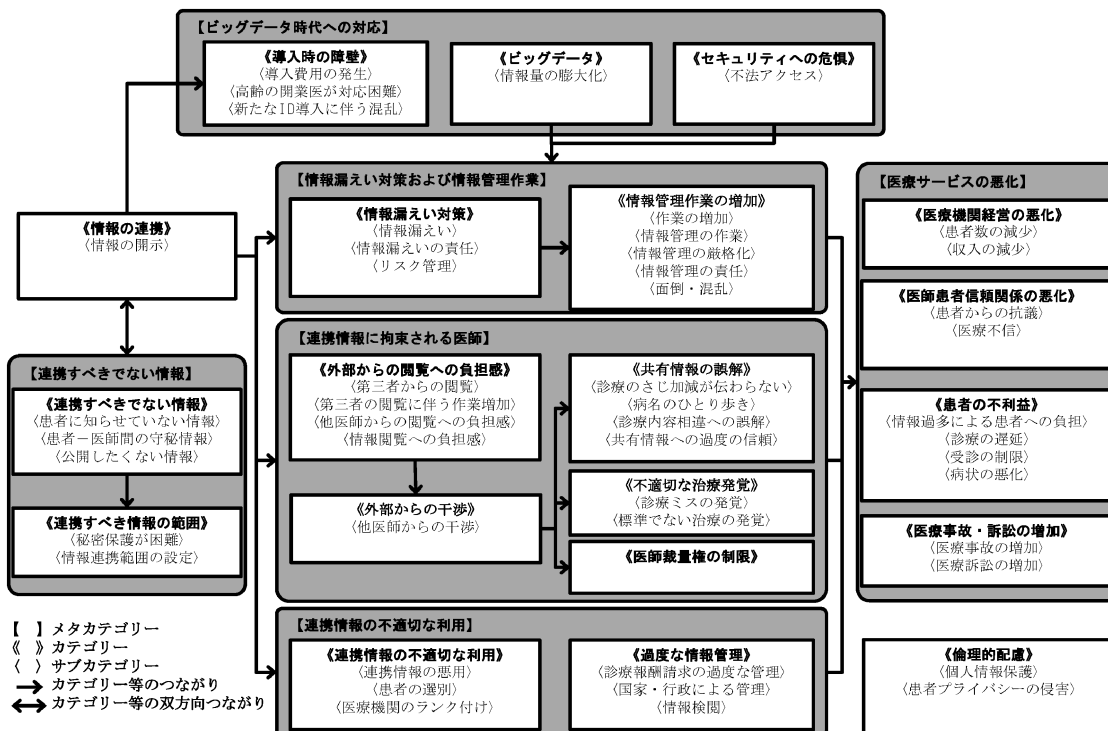 【ビッグデータ時代への対応】
《導入時の障壁》
〈導入費用の発生〉
〈高齢の開業医が対応困難〉
〈新たなID導入に伴う混乱〉
《ビッグデータ》
〈情報量の膨大化〉
《セキュリティへの危惧》
〈不法アクセス〉
《情報の連携》
〈情報の開示〉
【連携すべきでない情報】
《連携すべきでない情報》
〈患者に知らせていない情報〉
〈患者－医師間の守秘情報〉
〈公開したくない情報〉
《連携すべき情報の範囲》
〈秘密保護が困難〉
〈情報連携範囲の設定〉
【情報漏えい対策および情報管理作業】
《情報漏えい対策》
〈情報漏えい〉
〈情報漏えいの責任〉
〈リスク管理〉
《情報管理作業の増加》
〈作業の増加〉
〈情報管理の作業〉
〈情報管理の厳格化〉
〈情報管理の責任〉
〈面倒・混乱〉
【連携情報に拘束される医師】
《外部からの閲覧への負担感》
〈第三者からの閲覧〉
〈第三者の閲覧に伴う作業増加〉
〈他医師からの閲覧への負担感〉
〈情報閲覧への負担感〉
《外部からの干渉》
〈他医師からの干渉〉
《共有情報の誤解》
〈診療のさじ加減が伝わらない〉
〈病名のひとり歩き〉
〈診療内容相違への誤解〉
〈共有情報への過度の信頼〉
《不適切な治療発覚》
〈診療ミスの発覚〉
〈標準でない治療の発覚〉
《医師裁量権の制限》
【連携情報の不適切な利用】
《連携情報の不適切な利用》
〈連携情報の悪用〉
〈患者の選別〉
〈医療機関のランク付け〉
《過度な情報管理》
〈診療報酬請求の過度な管理〉
〈国家・行政による管理〉
〈情報検閲〉
【医療サービスの悪化】
《医療機関経営の悪化》
〈患者数の減少〉
〈収入の減少〉
《医師患者信頼関係の悪化》
〈患者からの抗議〉
〈医療不信〉
《患者の不利益》
〈情報過多による患者への負担〉
〈診療の遅延〉
〈受診の制限〉
〈病状の悪化〉
《医療事故・訴訟の増加》
〈医療事故の増加〉
〈医療訴訟の増加〉
《倫理的配慮》
〈個人情報保護〉
〈患者プライバシーの侵害〉
【　】メタカテゴリー
《　》カテゴリー
〈　〉サブカテゴリー
カテゴリー等のつながり
カテゴリー等の双方向つながり